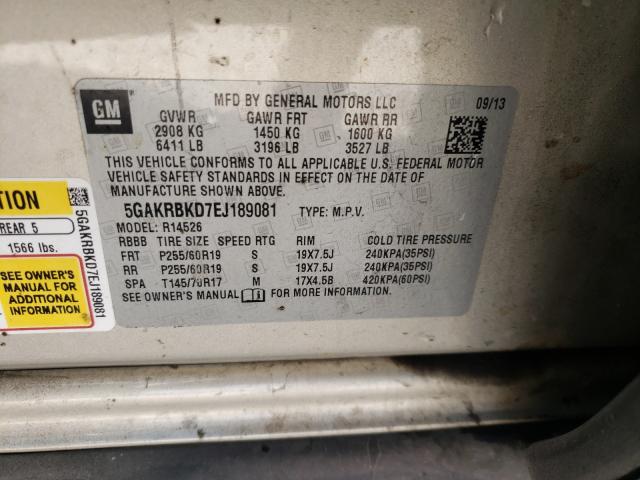 GM
MFD BY GENERAL MOTORS LLC 09/13
GVWR GAWR FRT GAWR RR
2908 KG 1450 KG 1600 KG
6411 LB 3196 LB 3527 LB
THIS VEHICLE CONFORMS TO ALL APPLICABLE U.S. FEDERAL MOTOR
VEHICLE SAFETY STANDARDS IN EFFECT ON THE DATE OF
MANUFACTURE SHOWN ABOVE.
5GAKRBKD7EJ189081 TYPE: M.P.V.
MODEL: R14526
RBBB TIRE SIZE SPEED RTG RIM COLD TIRE PRESSURE
FRT P255/60R19 S 19X7.5J 240KPA(35PSI)
RR P255/60R19 S 19X7.5J 240KPA(35PSI)
SPA T145/70R17 M 17X4.5B 420KPA(60PSI)
SEE OWNER'S MANUAL FOR MORE INFORMATION.
TION
REAR 5
1566 lbs.
SEE OWNER'S
MANUAL FOR
ADDITIONAL
INFORMATION
5GAKRBKD7EJ189081